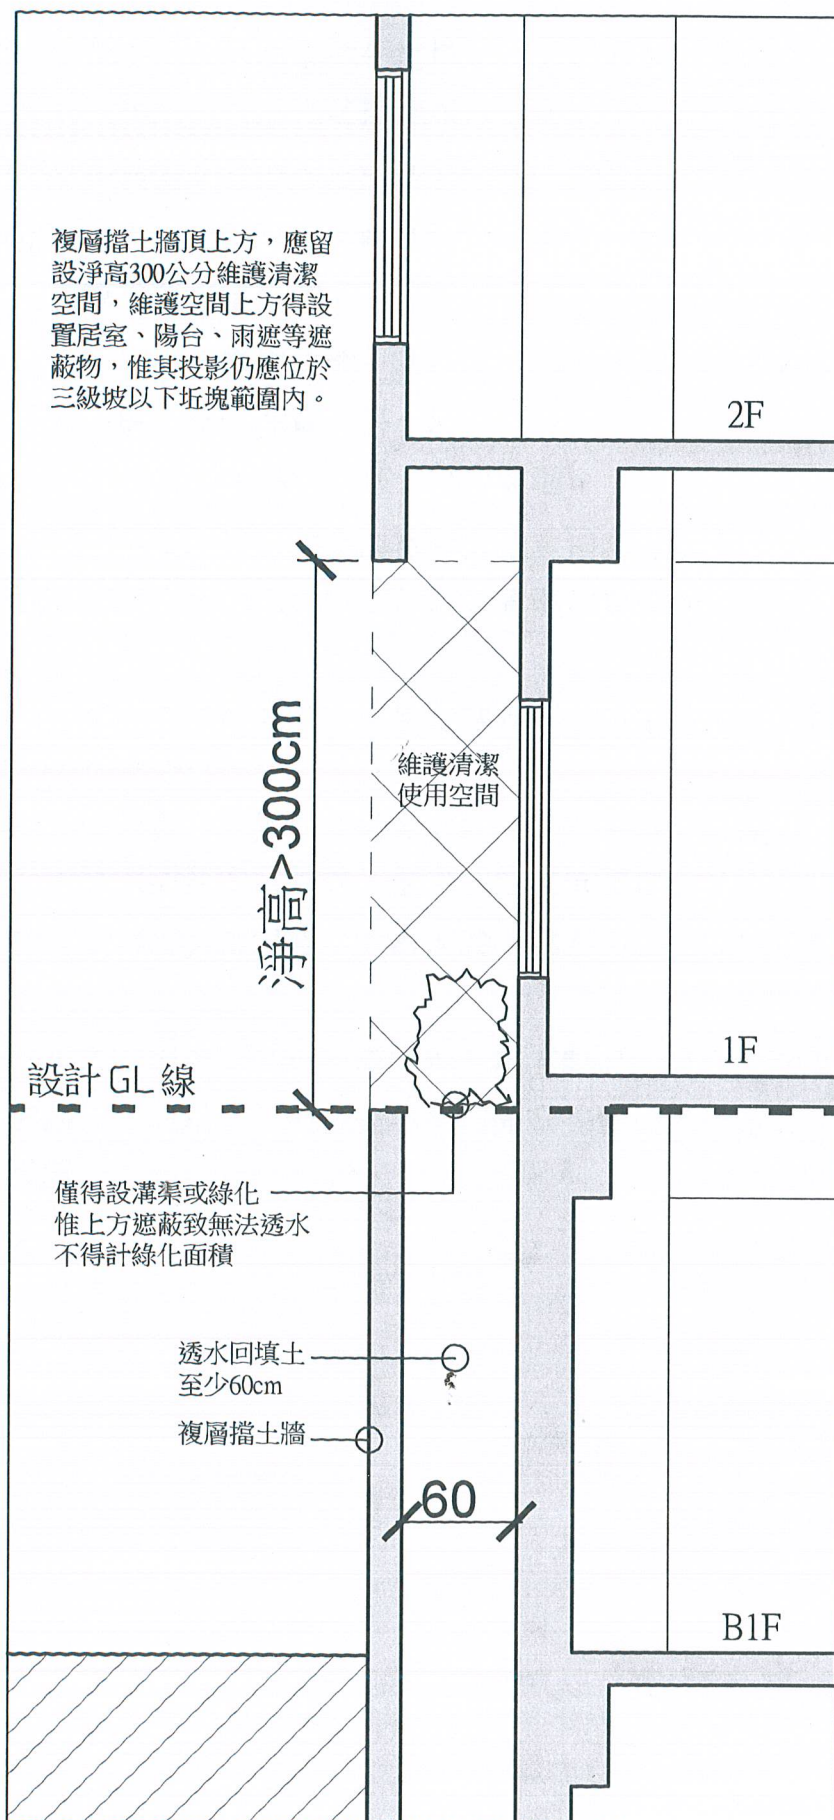 複層擋土牆頂上方，應留
設淨高300公分維護清潔
空間，維護空間上方得設
置居室、陽台、雨遮等遮
蔽物，惟其投影仍應位於
三級坡以下坵塊範圍內。
2F
淨高>300cm
維護清潔
使用空間
1F
設計 GL 線
僅得設溝渠或綠化
惟上方遮蔽致無法透水
不得計綠化面積
透水回填土
至少60cm
複層擋土牆
60
B1F